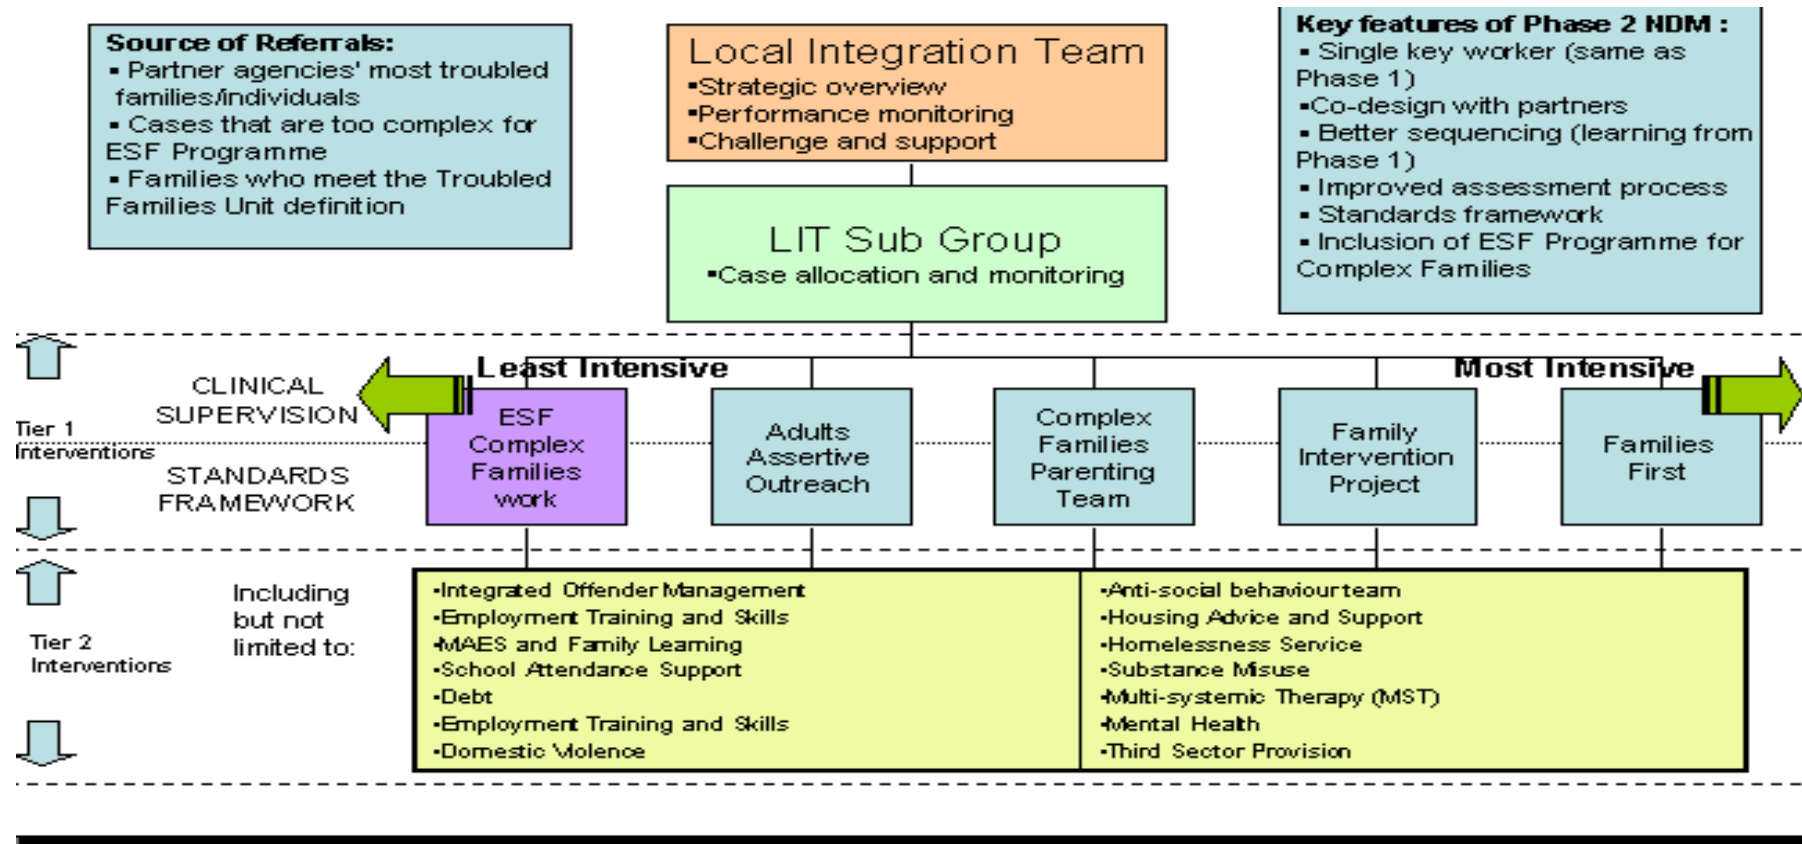 Source of Referrals:
▪ Partner agencies' most troubled
families/individuals
▪ Cases that are too complex for
ESF Programme
▪ Families who meet the Troubled
Families Unit definition
Local Integration Team
▪Strategic overview
▪Performance monitoring
▪Challenge and support
Key features of Phase 2 NDM :
▪ Single key worker (same as
Phase 1)
▪Co-design with partners
▪ Better sequencing (learning from
Phase 1)
▪ Improved assessment process
▪ Standards framework
▪ Inclusion of ESF Programme for
Complex Families
LIT Sub Group
▪Case allocation and monitoring
Least Intensive
Most Intensive
Tier 1
Interventions
CLINICAL
SUPERVISION
STANDARDS
FRAMEWORK
ESF
Complex
Families
work
Adults
Assertive
Outreach
Complex
Families
Parenting
Team
Family
Intervention
Project
Families
First
Tier 2
Interventions
Including
but not
limited to:
•Integrated Offender Management
•Employment Training and Skills
•MAES and Family Learning
•School Attendance Support
•Debt
•Employment Training and Skills
•Domestic Violence
•Anti-social behaviour team
•Housing Advice and Support
•Homelessness Service
•Substance Misuse
•Multi-systemic Therapy (MST)
•Mental Health
•Third Sector Provision